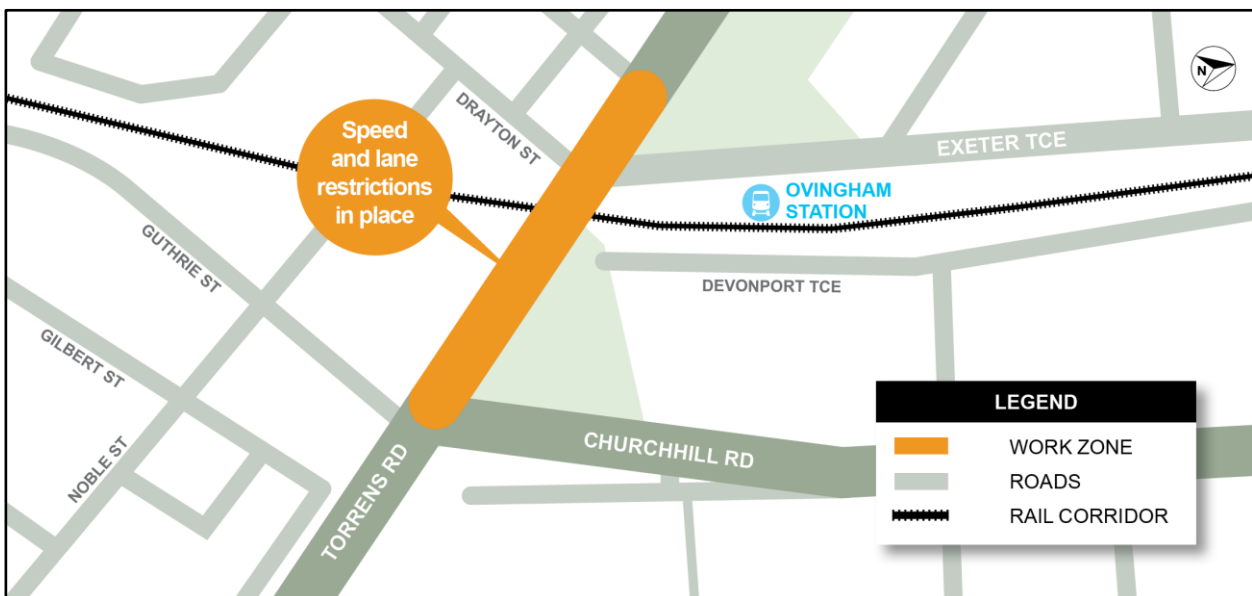 Speed
and lane
restrictions
in place
DRAYTON ST
N
EXETER TCE
OVINGHAM
STATION
GUTHRIE ST
DEVONPORT TCE
GILBERT ST
NOBLE ST
TORRENS RD
CHURCHHILL RD
LEGEND
WORK ZONE
ROADS
RAIL CORRIDOR